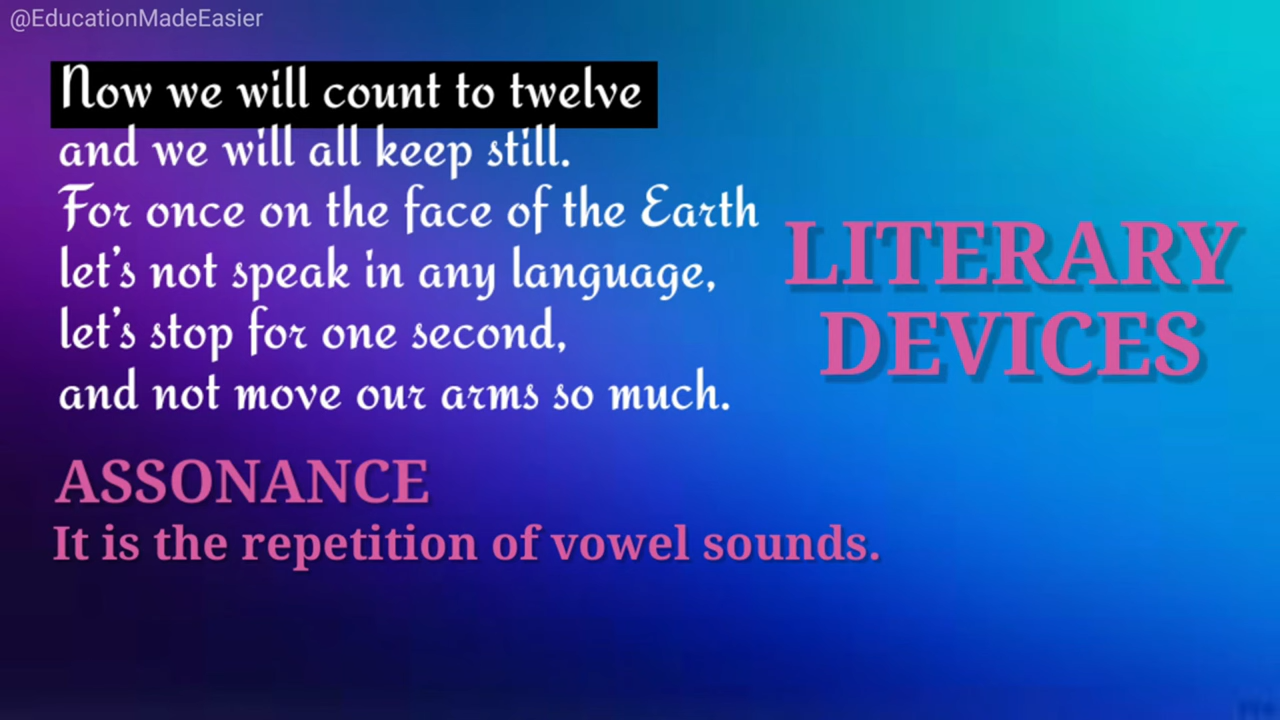 @EducationMadeEasier
Now we will count to twelve
and we will all keep still.
For once on the face of the Earth
let's not speak in any language,
let's stop for one second,
and not move our arms so much.
LITERARY
DEVICES
ASSONANCE
It is the repetition of vowel sounds.